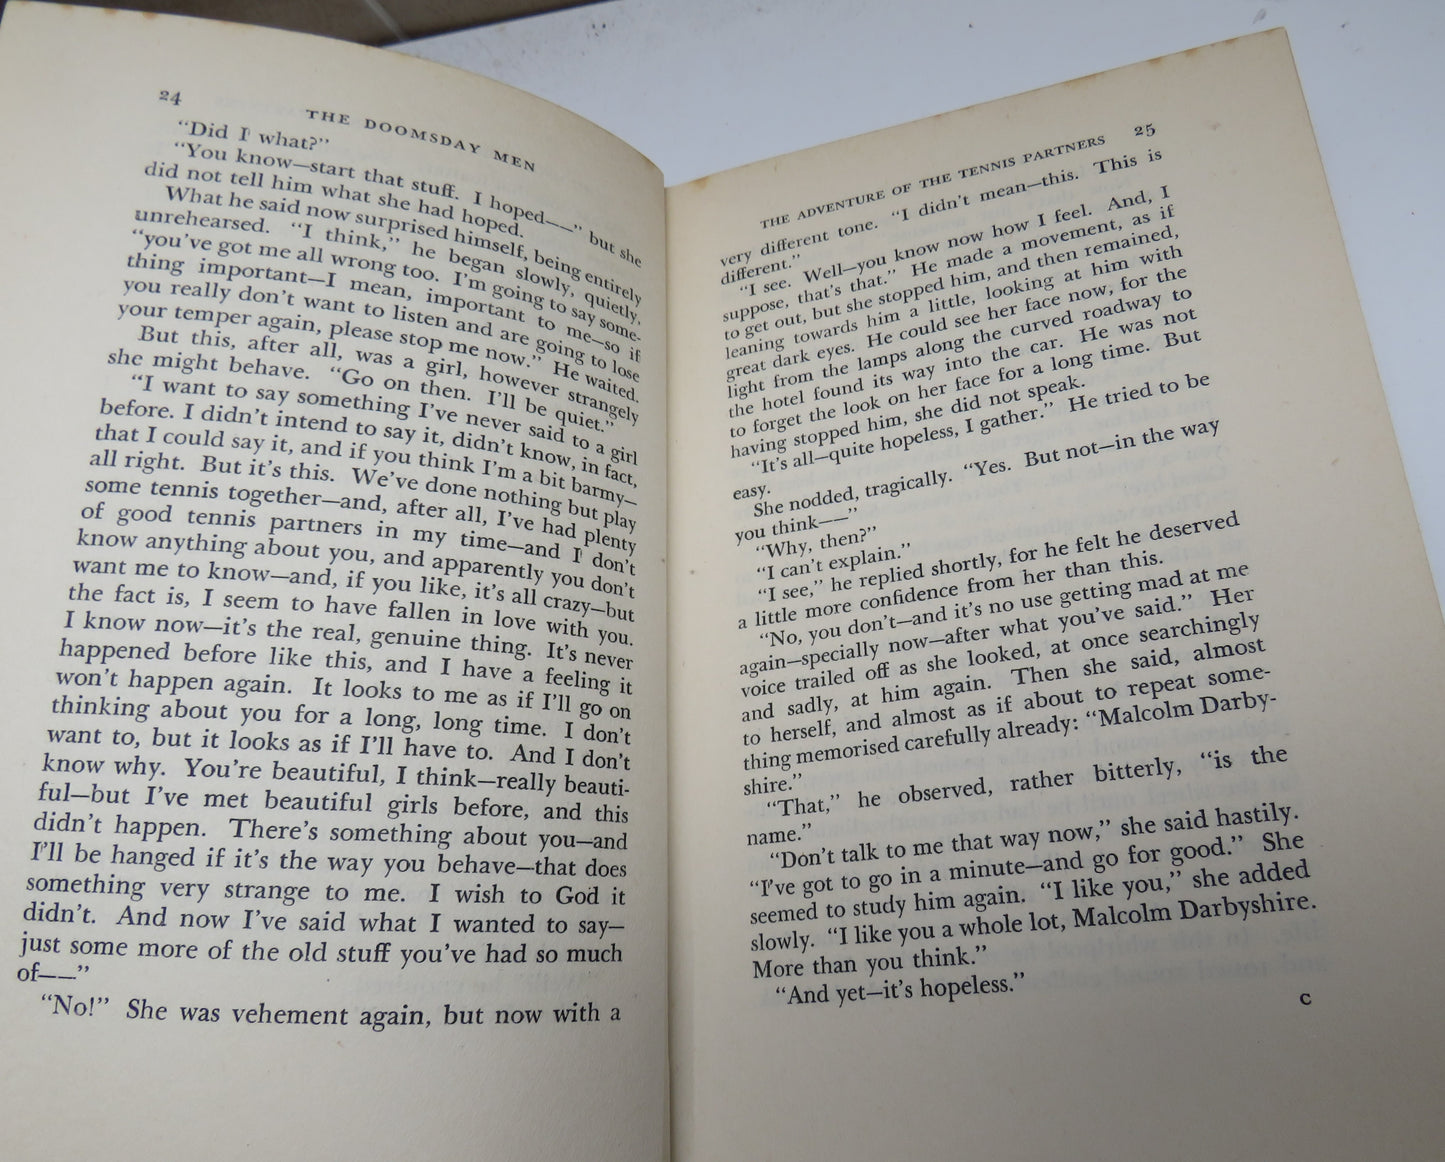 24
THE DOOMSDAY MEN
“Did I what?”
“You know—start that stuff. I hoped——” but she
did not tell him what she had hoped.
What he said now surprised himself, being entirely
unrehearsed. “I think,” he began slowly, quietly,
“you’ve got me all wrong too. I’m going to say some-
thing important—I mean, important to me—so if
you really don’t want to listen and are going to lose
your temper again, please stop me now.” He waited.
But this, after all, was a girl, however strangely
she might behave. “Go on then. I’ll be quiet.”
“I want to say something I’ve never said to a girl
before. I didn’t intend to say it, didn’t know, in fact,
that I could say it, and if you think I’m a bit barmy—
all right. But it’s this. We’ve done nothing but play
some tennis together—and, after all, I’ve had plenty
of good tennis partners in my time—and I don’t
know anything about you, and apparently you don’t
want me to know—and, if you like, it’s all crazy—but
the fact is, I seem to have fallen in love with you.
I know now—it’s the real, genuine thing. It’s never
happened before like this, and I have a feeling it
won’t happen again. It looks to me as if I’ll go on
thinking about you for a long, long time. I don’t
want to, but it looks as if I’ll have to. And I don’t
know why. You’re beautiful, I think—really beauti-
ful—but I’ve met beautiful girls before, and this
didn’t happen. There’s something about you—and
I’ll be hanged if it’s the way you behave—that does
something very strange to me. I wish to God it
didn’t. And now I’ve said what I wanted to say—
just some more of the old stuff you’ve had so much
of——”
“No!” She was vehement again, but now with a
THE ADVENTURE OF THE TENNIS PARTNERS 25
very different tone. “I didn’t mean—this. This is
different.”
“I see. Well—you know now how I feel. And, I
suppose, that’s that.” He made a movement, as if
to get out, but she stopped him, and then remained,
leaning towards him a little, looking at him with
great dark eyes. He could see her face now, for the
light from the lamps along the curved roadway to
the hotel found its way into the car. He was not
to forget the look on her face for a long time. But
having stopped him, she did not speak.
“It’s all—quite hopeless, I gather.” He tried to be
easy.
She nodded, tragically. “Yes. But not—in the way
you think——”
“Why, then?”
“I can’t explain.”
“I see,” he replied shortly, for he felt he deserved
a little more confidence from her than this.
“No, you don’t—and it’s no use getting mad at me
again—specially now—after what you’ve said.” Her
voice trailed off as she looked, at once searchingly
and sadly, at him again. Then she said, almost
to herself, and almost as if about to repeat some-
thing memorised carefully already: “Malcolm Darby-
shire.”
“That,” he observed, rather bitterly, “is the
name.”
“Don’t talk to me that way now,” she said hastily.
“I’ve got to go in a minute—and go for good.” She
seemed to study him again. “I like you,” she added
slowly. “I like you a whole lot, Malcolm Darbyshire.
More than you think.”
“And yet—it’s hopeless.”
C